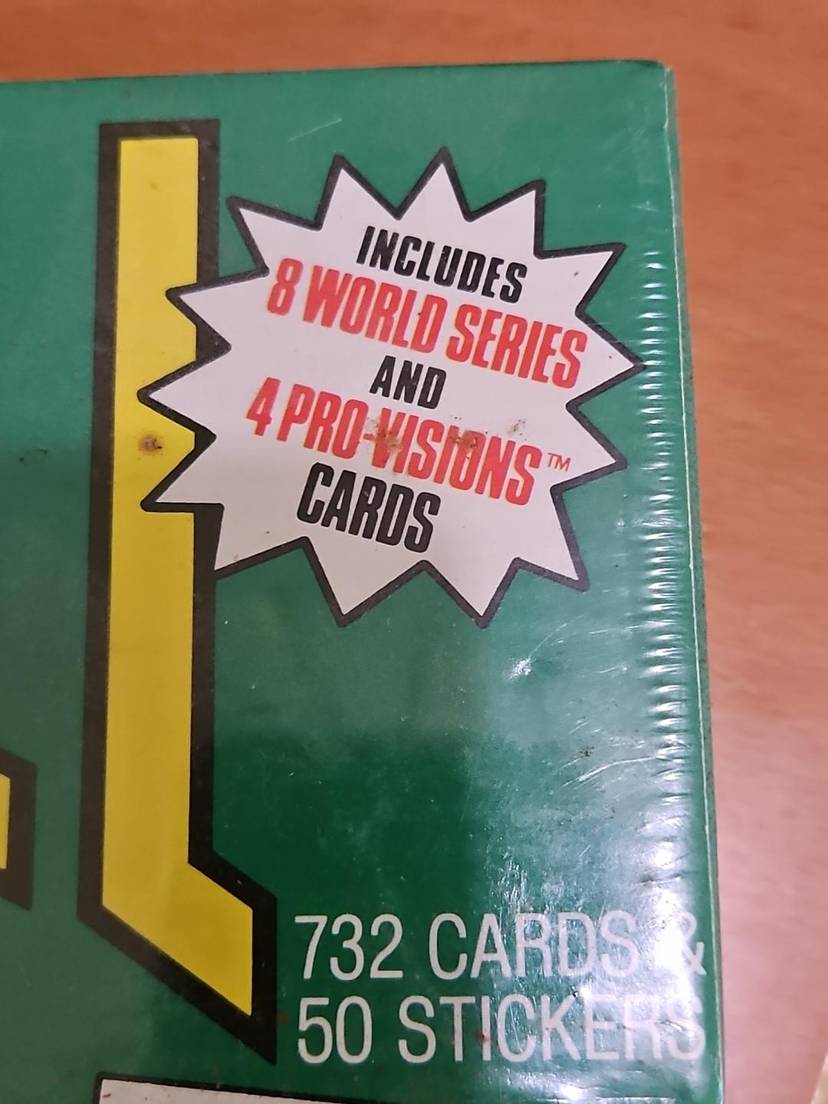 INCLUDES
8 WORLD SERIES
AND
4 PRO-VISIONS™
CARDS
732 CARDS &
50 STICKERS